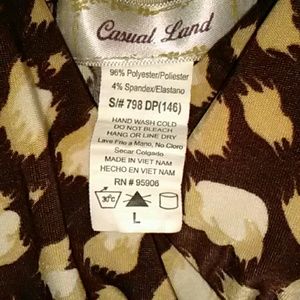 Casual Land
96% Polyester/Poliester
4% Spandex/Elastano
S/# 798 DP(146)
HAND WASH COLD
DO NOT BLEACH
HANG OR LINE DRY
Lave Frio a Mano, No Cloro
Secar Colgado
MADE IN VIET NAM
HECHO EN VIET NAM
RN # 95906
30°C
L